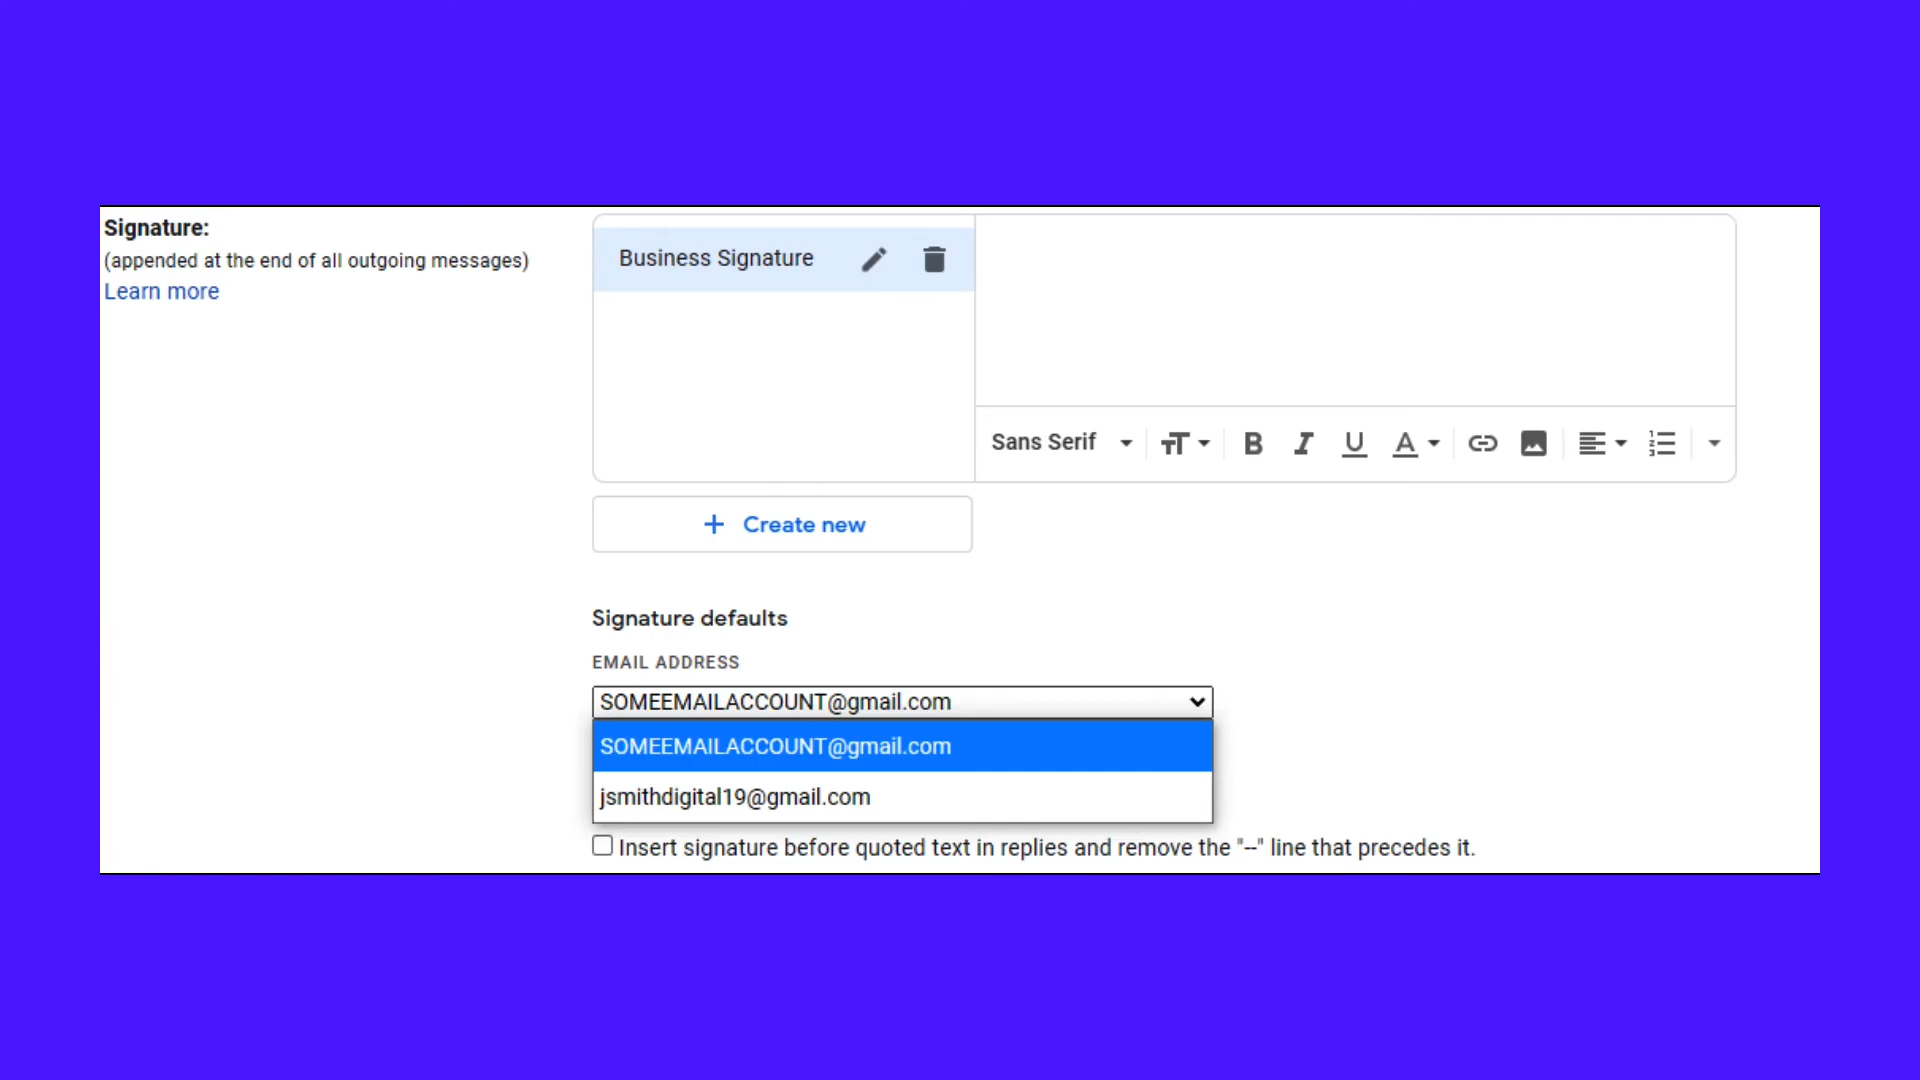 Signature:
(appended at the end of all outgoing messages)
Learn more
Business Signature
Sans Serif
Create new
Signature defaults
EMAIL ADDRESS
SOMEEMAILACCOUNT@gmail.com
SOMEEMAILACCOUNT@gmail.com
jsmithdigital19@gmail.com
Insert signature before quoted text in replies and remove the "--" line that precedes it.